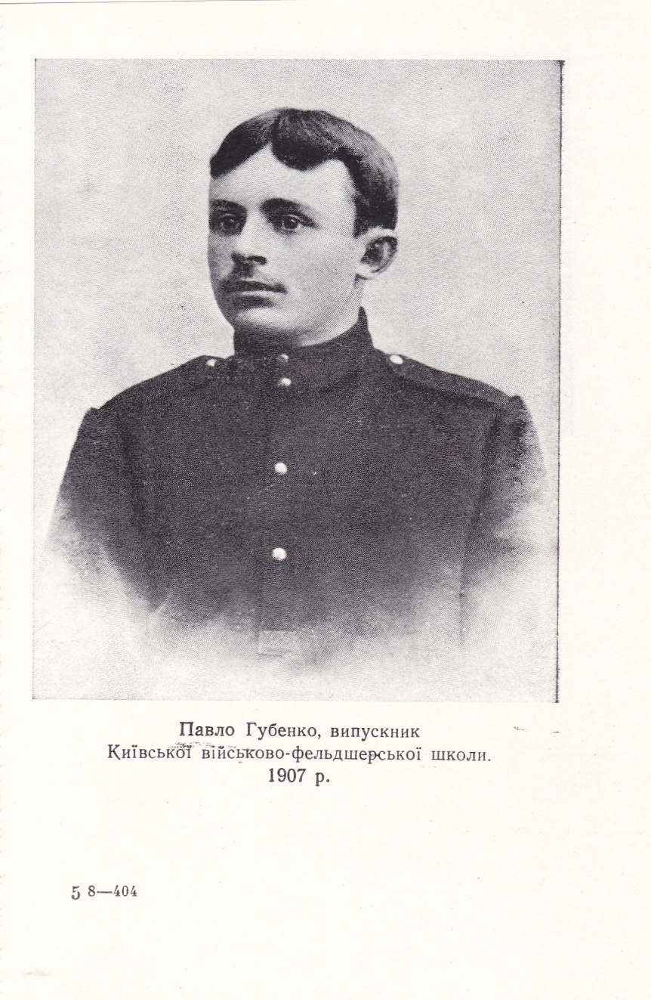 Павло Губенко, випускник
Київської військово-фельдшерської школи.
1907 р.
5 8—404